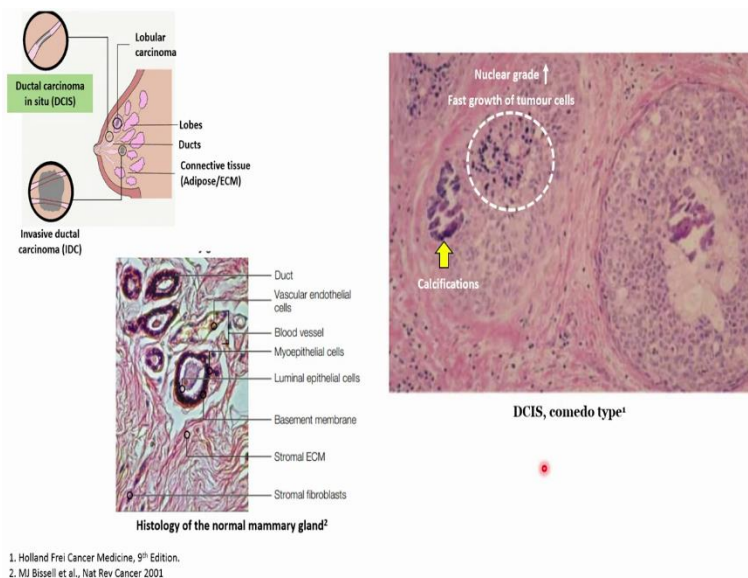 Lobular
carcinoma
Ductal carcinoma
in situ (DCIS)
Lobes
Ducts
Connective tissue
(Adipose/ECM)
Invasive ductal
carcinoma (IDC)
Duct
Vascular endothelial
cells
Blood vessel
Myoepithelial cells
Luminal epithelial cells
Basement membrane
Stromal ECM
Stromal fibroblasts
Histology of the normal mammary gland²
Nuclear grade ↑
Fast growth of tumour cells
Calcifications
DCIS, comedo type¹
1. Holland Frei Cancer Medicine, 9th Edition.
2. MJ Bissell et al., Nat Rev Cancer 2001